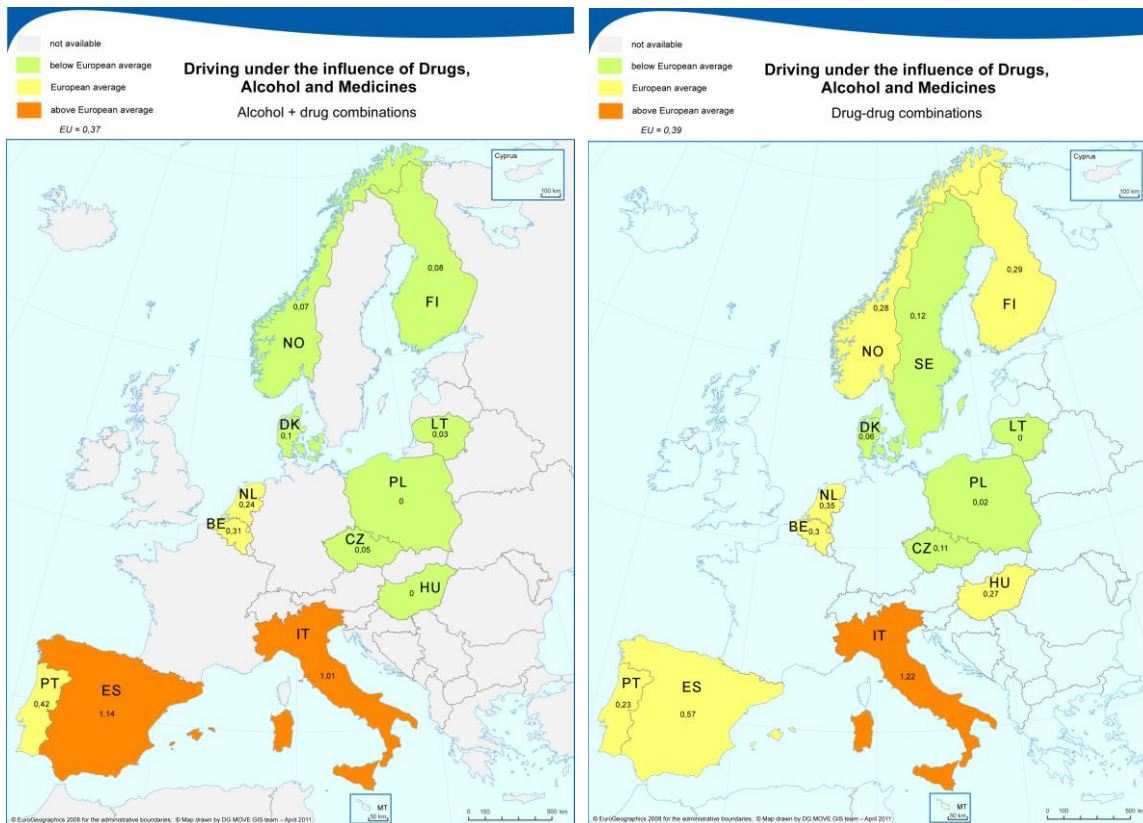 not available
below European average
European average
above European average
EU = 0,37
Driving under the influence of Drugs,
Alcohol and Medicines
Alcohol + drug combinations
Cyprus
100 km
0,08
FI
0,07
NO
DK
0,1
LT
0,03
PL
0
NL
0,24
BE
0,31
CZ
0,05
HU
0
IT
1,01
PT
0,42
ES
1,14
MT
50 km
0 100 500 km
© EuroGeographics 2008 for the administrative boundaries; © Map drawn by DG MOVE GIS team – April 2011
not available
below European average
European average
above European average
EU = 0,39
Driving under the influence of Drugs,
Alcohol and Medicines
Drug-drug combinations
Cyprus
100 km
0,29
FI
0,28
NO
0,12
SE
DK
0,06
LT
0
PL
0,02
NL
0,35
BE
0,3
CZ 0,11
HU
0,27
IT
1,22
PT
0,23
ES
0,57
MT
50 km
0 100 500 km
© EuroGeographics 2008 for the administrative boundaries; © Map drawn by DG MOVE GIS team – April 2011